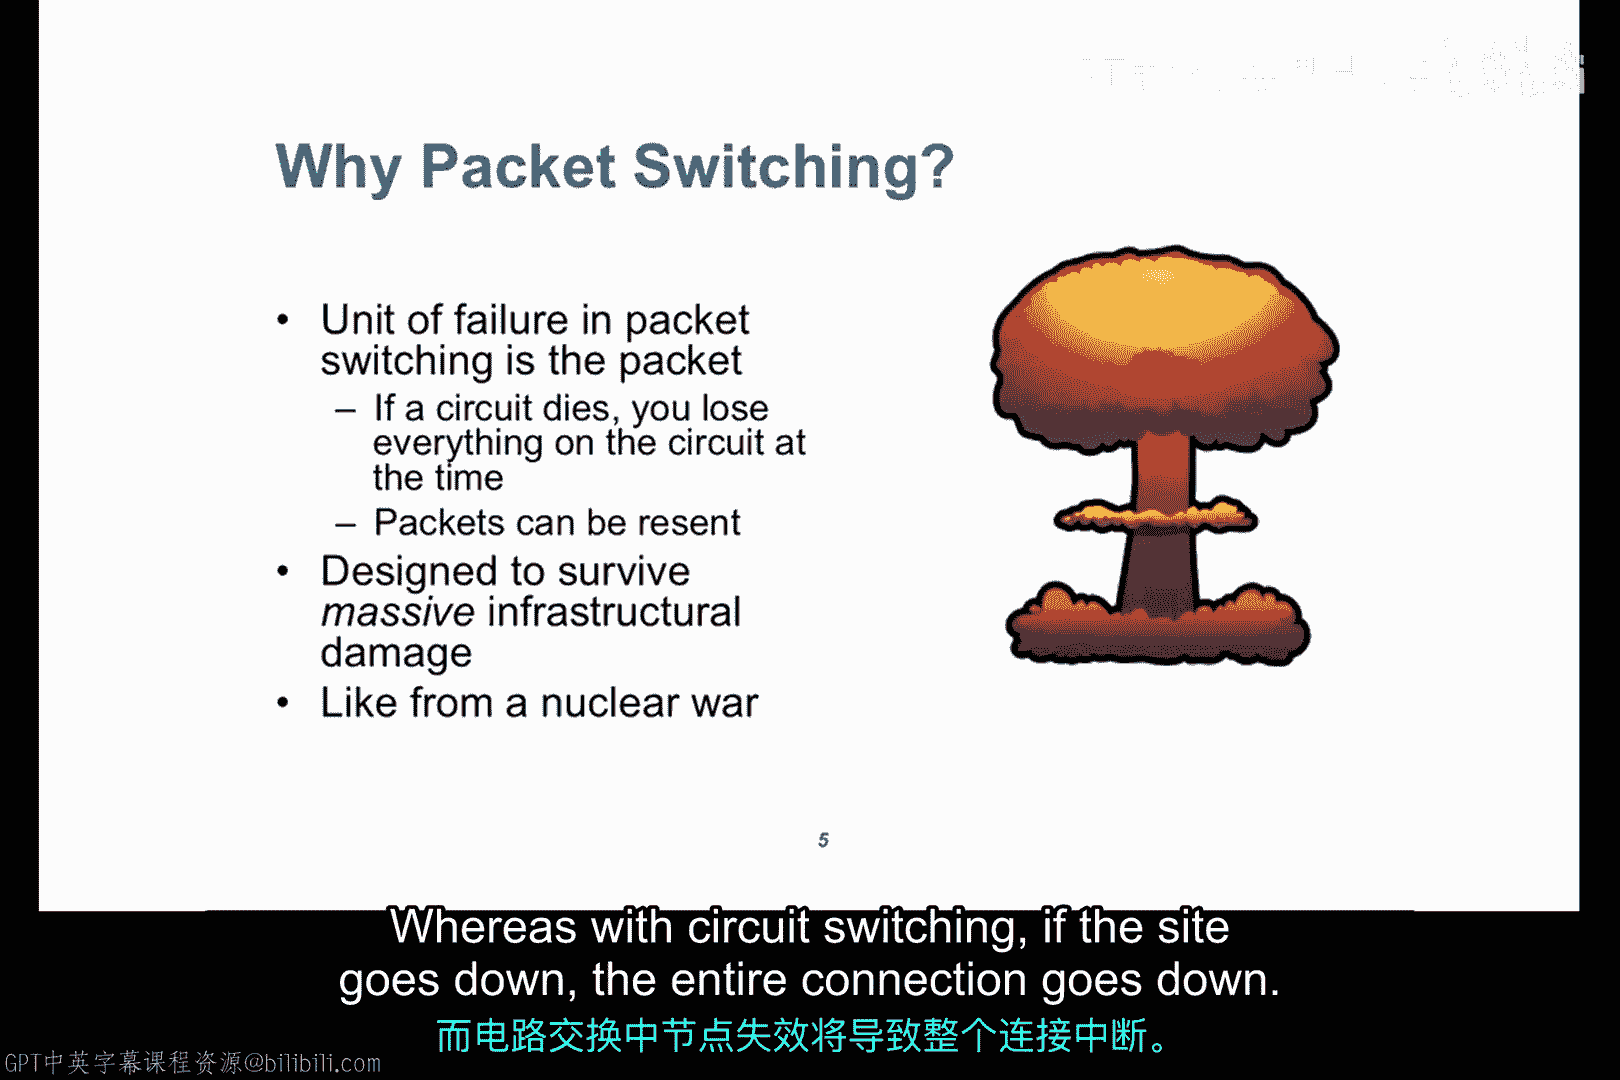 Why Packet Switching?
• Unit of failure in packet
switching is the packet
– If a circuit dies, you lose
everything on the circuit at
the time
– Packets can be resent
• Designed to survive
massive infrastructural
damage
• Like from a nuclear war
5
Whereas with circuit switching, if the site
goes down, the entire connection goes down.
而电路交换中节点失效将导致整个连接中断。
GPT中英字幕课程资源@bilibili.com